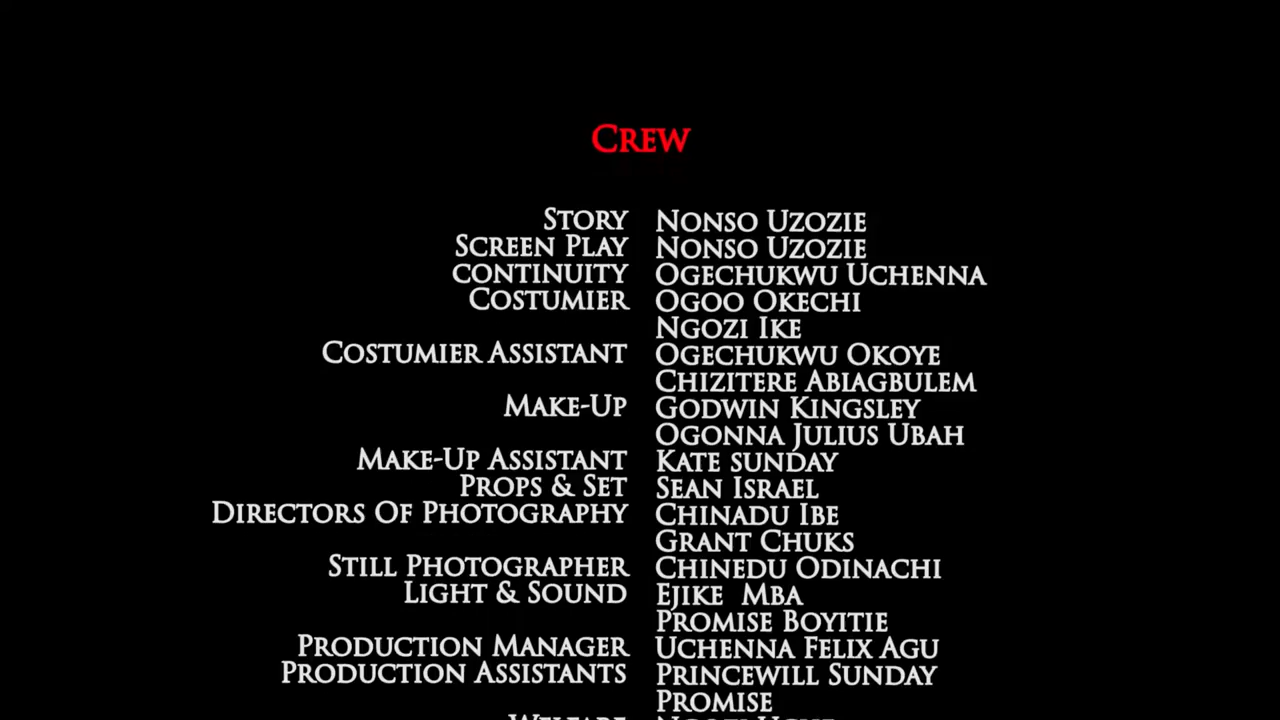 Crew
Story Nonso Uzozie
Screen Play Nonso Uzozie
continuity Ogechukwu Uchenna
Costumier Ogoo Okechi
Ngozi Ike
Costumier Assistant Ogechukwu Okoye
Chizitere Abiagbulem
Make-Up Godwin Kingsley
Ogonna Julius Ubah
Make-Up Assistant Kate sunday
Props & Set Sean Israel
Directors Of Photography Chinadu Ibe
Grant Chuks
Still Photographer Chinedu Odinachi
Light & Sound Ejike Mba
Promise Boyitie
Production Manager Uchenna Felix Agu
Production Assistants Princewill Sunday
Promise
Welfare